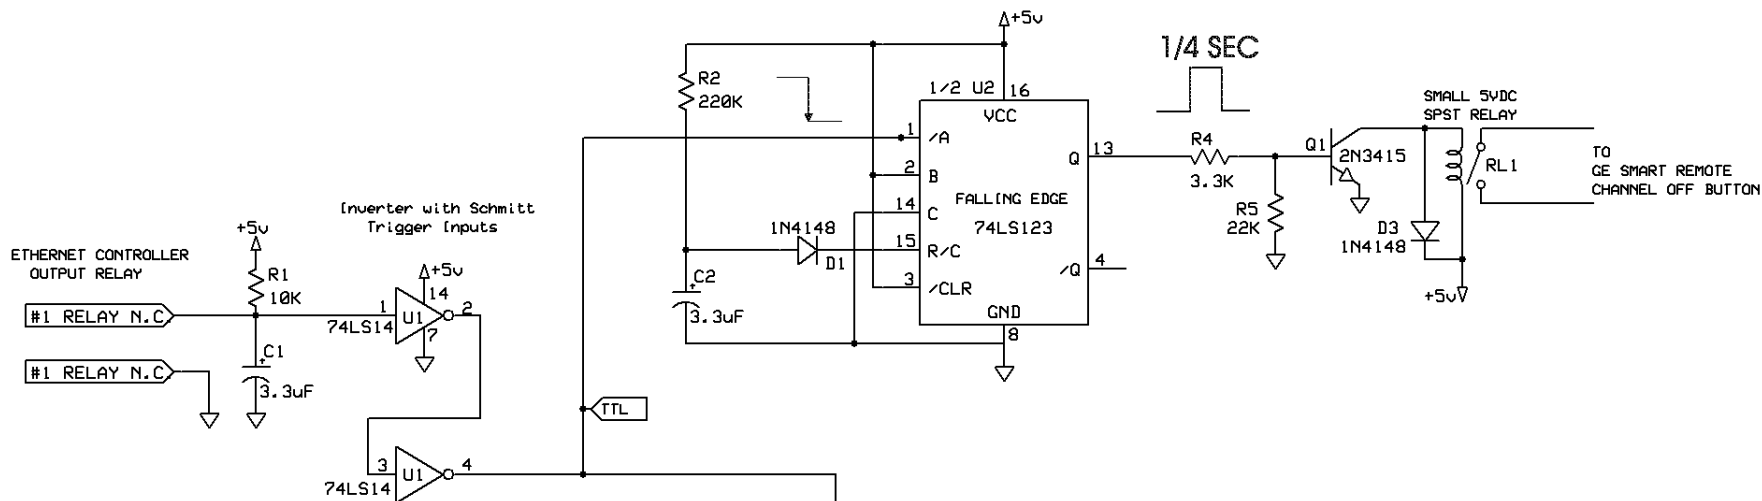 +5v
1/4 SEC
R2
220K
1/2 U2
16
VCC
SMALL 5VDC
SPST RELAY
1
/A
R4
3.3K
13
Q
Q1
2N3415
RL1
TO
GE SMART REMOTE
CHANNEL OFF BUTTON
2
B
14
C
FALLING EDGE
74LS123
R5
22K
Inverter with Schmitt
Trigger Inputs
1N4148
D1
15
R/C
D3
1N4148
+5v
ETHERNET CONTROLLER
OUTPUT RELAY
R1
10K
+5v
14
C2
3.3uF
3
/CLR
/Q
4
+5v
GND
8
#1 RELAY N.C.
1
U1
2
74LS14
7
C1
3.3uF
#1 RELAY N.C.
TTL
3
U1
4
74LS14